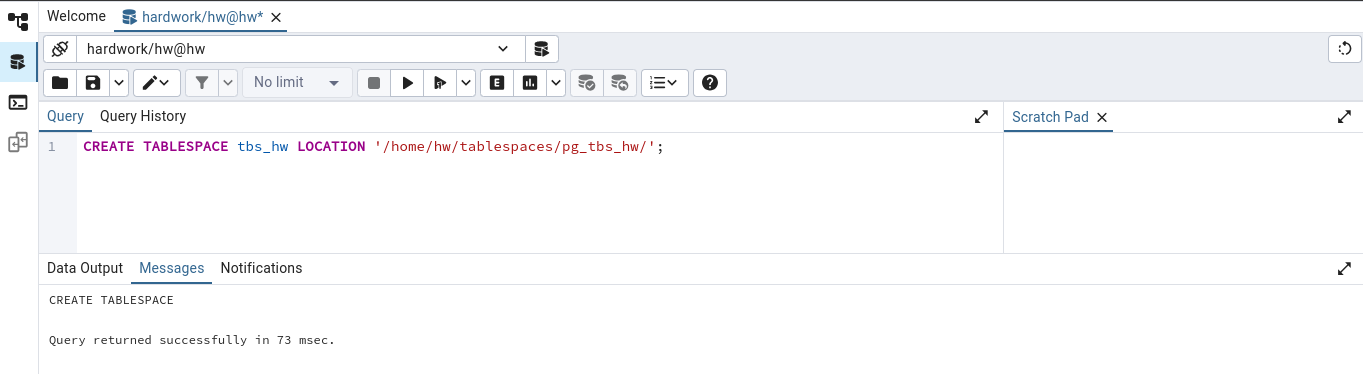 Welcome
hardwork/hw@hw*
hardwork/hw@hw
No limit
E
Query
Query History
Scratch Pad
1
CREATE TABLESPACE tbs_hw LOCATION '/home/hw/tablespaces/pg_tbs_hw/';
Data Output
Messages
Notifications
CREATE TABLESPACE
Query returned successfully in 73 msec.